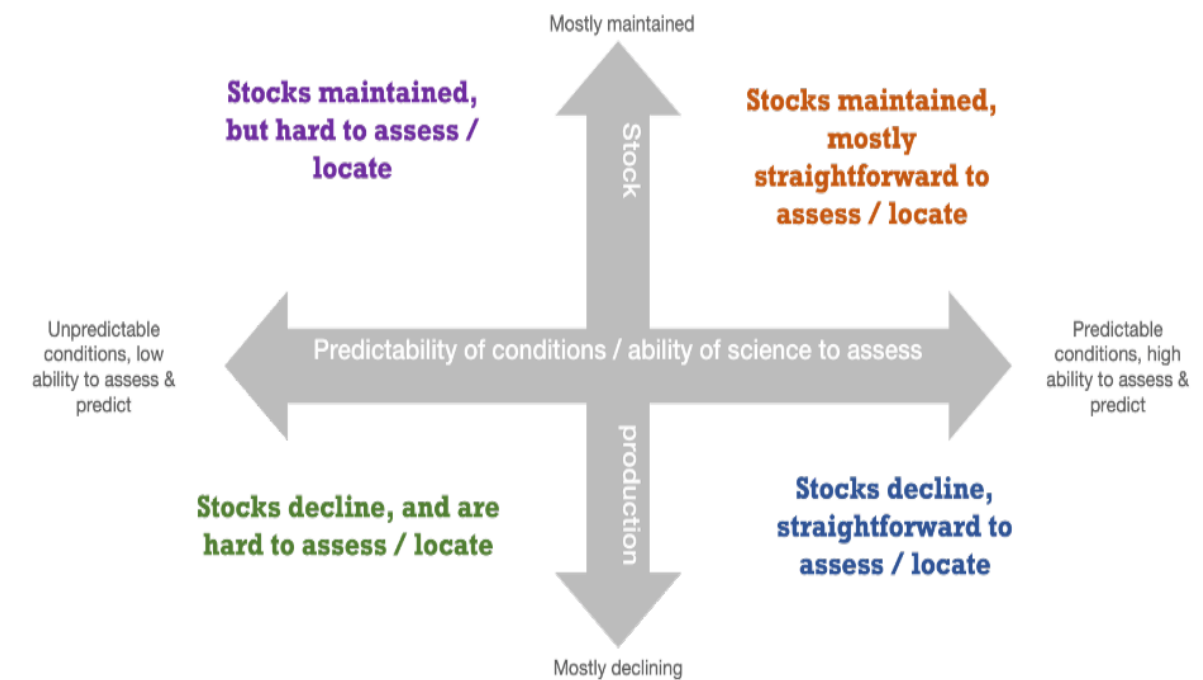 Mostly maintained
Stocks maintained,
but hard to assess /
locate
Stocks maintained,
mostly
straightforward to
assess / locate
Stock
Unpredictable
conditions, low
ability to assess &
predict
Predictability of conditions / ability of science to assess
Predictable
conditions, high
ability to assess &
predict
production
Stocks decline, and are
hard to assess / locate
Stocks decline,
straightforward to
assess / locate
Mostly declining